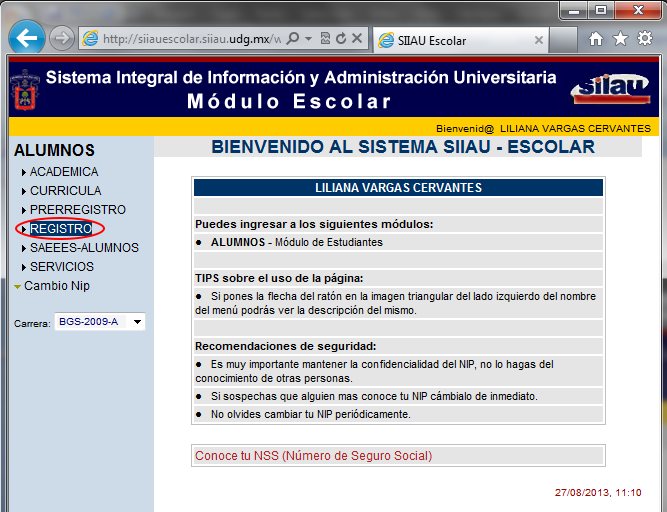 http://siiauescolar.siiau.udg.mx/w
SIIAU Escolar
Sistema Integral de Información y Administración Universitaria
Módulo Escolar
siiau
Bienvenid@ LILIANA VARGAS CERVANTES
ALUMNOS
ACADEMICA
CURRICULA
PRERREGISTRO
REGISTRO
SAEEES-ALUMNOS
SERVICIOS
Cambio Nip
Carrera: BGS-2009-A
BIENVENIDO AL SISTEMA SIIAU - ESCOLAR
LILIANA VARGAS CERVANTES
Puedes ingresar a los siguientes módulos:
● ALUMNOS - Módulo de Estudiantes
TIPS sobre el uso de la página:
● Si pones la flecha del ratón en la imagen triangular del lado izquierdo del nombre
del menú podrás ver la descripción del mismo.
Recomendaciones de seguridad:
● Es muy importante mantener la confidencialidad del NIP, no lo hagas del
conocimiento de otras personas.
● Si sospechas que alguien mas conoce tu NIP cámbialo de inmediato.
● No olvides cambiar tu NIP periódicamente.
Conoce tu NSS (Número de Seguro Social)
27/08/2013, 11:10